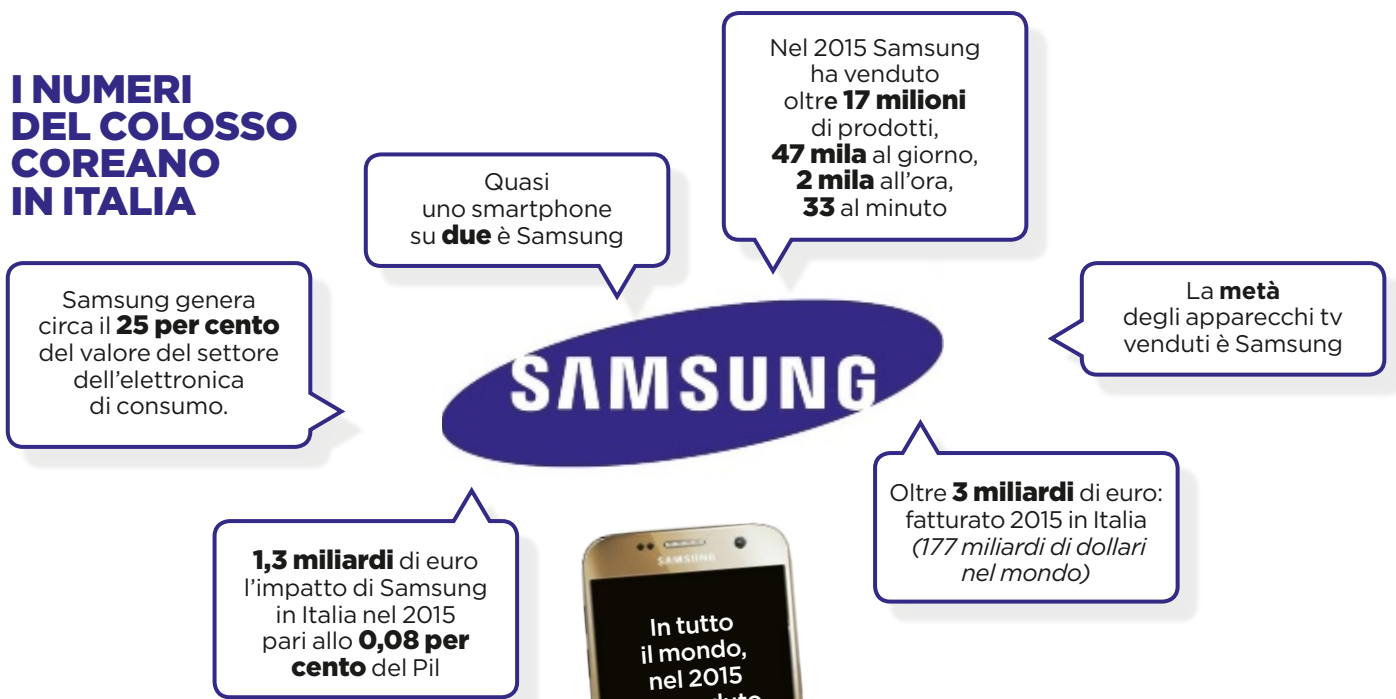 I NUMERI
DEL COLOSSO
COREANO
IN ITALIA
Nel 2015 Samsung
ha venduto
oltre 17 milioni
di prodotti,
47 mila al giorno,
2 mila all'ora,
33 al minuto
Quasi
uno smartphone
su due è Samsung
Samsung genera
circa il 25 per cento
del valore del settore
dell'elettronica
di consumo.
La metà
degli apparecchi tv
venduti è Samsung
SAMSUNG
Oltre 3 miliardi di euro:
fatturato 2015 in Italia
(177 miliardi di dollari
nel mondo)
1,3 miliardi di euro
l'impatto di Samsung
in Italia nel 2015
pari allo 0,08 per
cento del Pil
SAMSUNG
In tutto
il mondo,
nel 2015